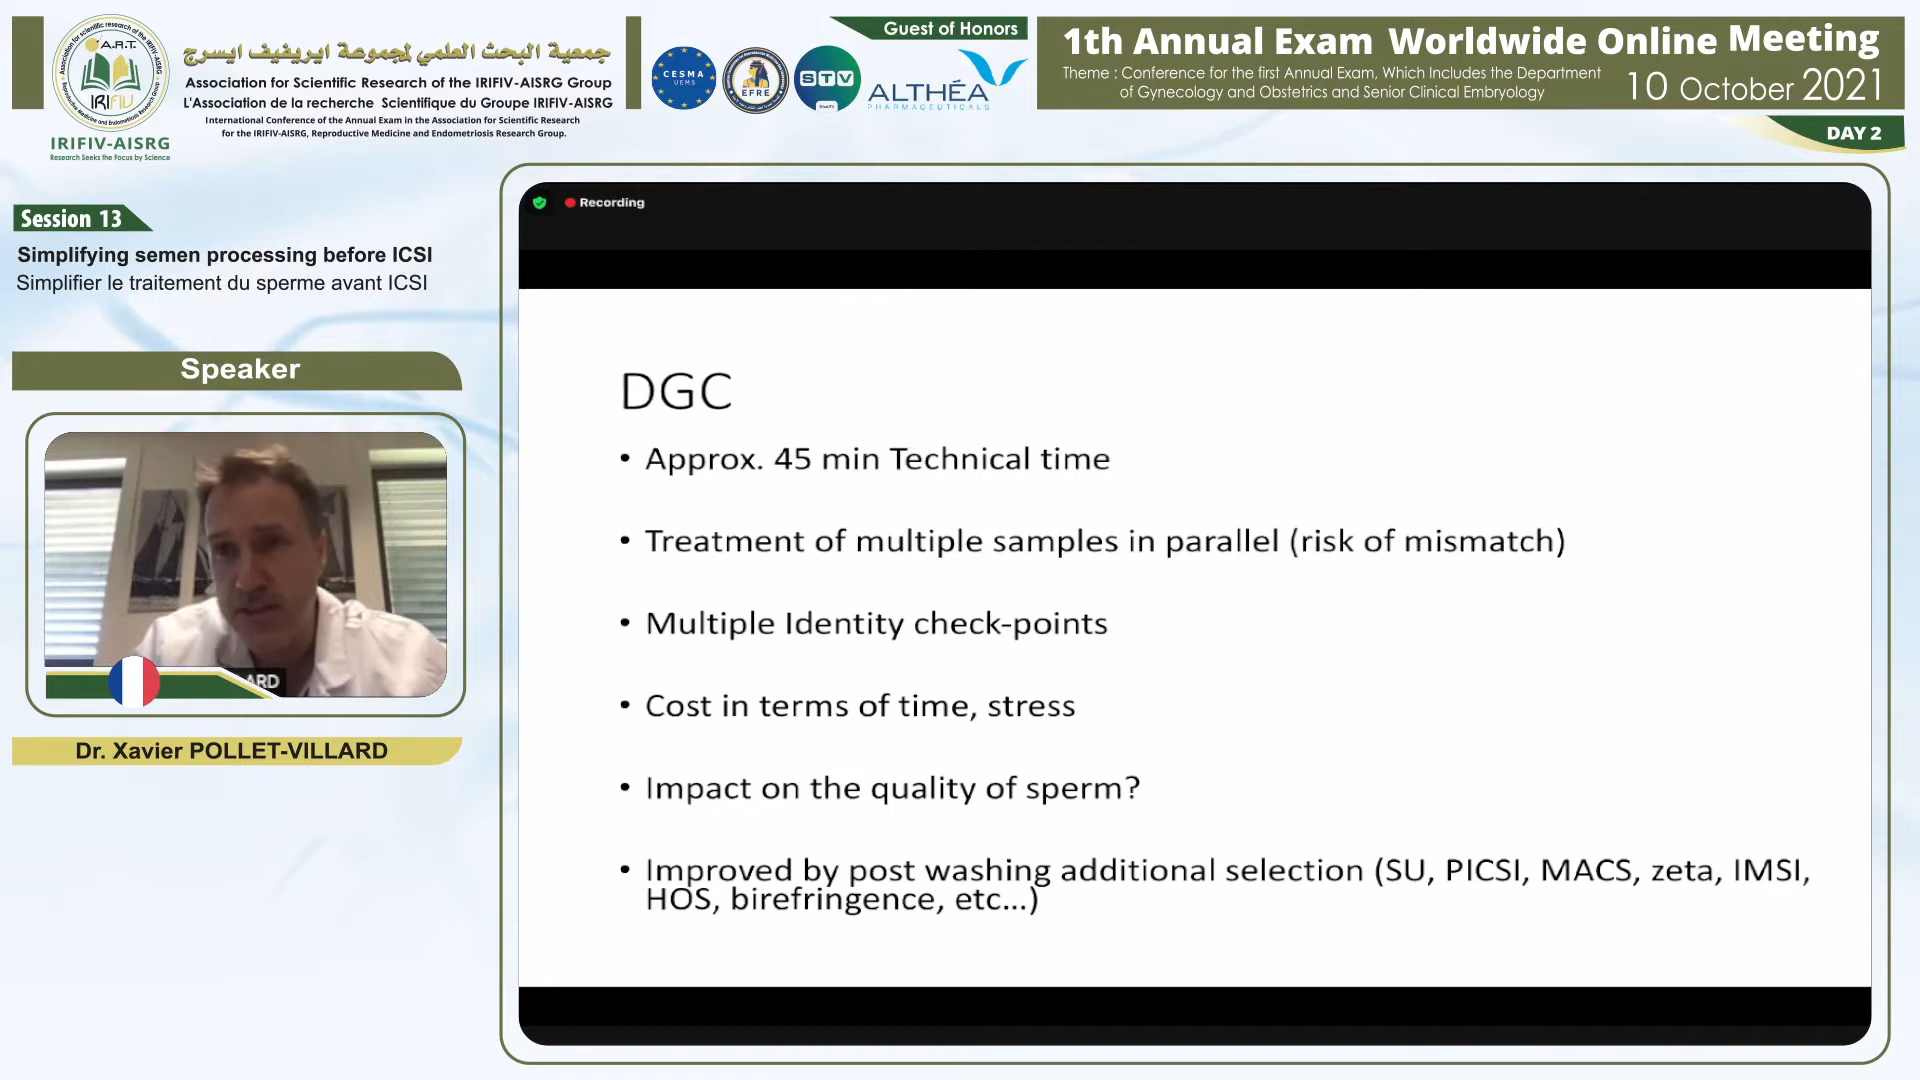 A.R.T.
IRIFIV
IRIFIV-AISRG
Research Seeks the Focus by Science
جمعية البحث العلمي لمجموعة ايريفيف ايسرج
Association for Scientific Research of the IRIFIV-AISRG Group
L'Association de la recherche Scientifique du Groupe IRIFIV-AISRG
International Conference of the Annual Exam in the Association for Scientific Research
for the IRIFIV-AISRG, Reproductive Medicine and Endometriosis Research Group.
Guest of Honors
CESMA
UEMS
EFRE
STV
ALTHÉA
PHARMACEUTICALS
1th Annual Exam Worldwide Online Meeting
Theme : Conference for the first Annual Exam, Which Includes the Department
of Gynecology and Obstetrics and Senior Clinical Embryology
10 October 2021
DAY 2
Session 13
Simplifying semen processing before ICSI
Simplifier le traitement du sperme avant ICSI
Speaker
ARD
Dr. Xavier POLLET-VILLARD
Recording
DGC
• Approx. 45 min Technical time
• Treatment of multiple samples in parallel (risk of mismatch)
• Multiple Identity check-points
• Cost in terms of time, stress
• Impact on the quality of sperm?
• Improved by post washing additional selection (SU, PICSI, MACS, zeta, IMSI,
HOS, birefringence, etc...)